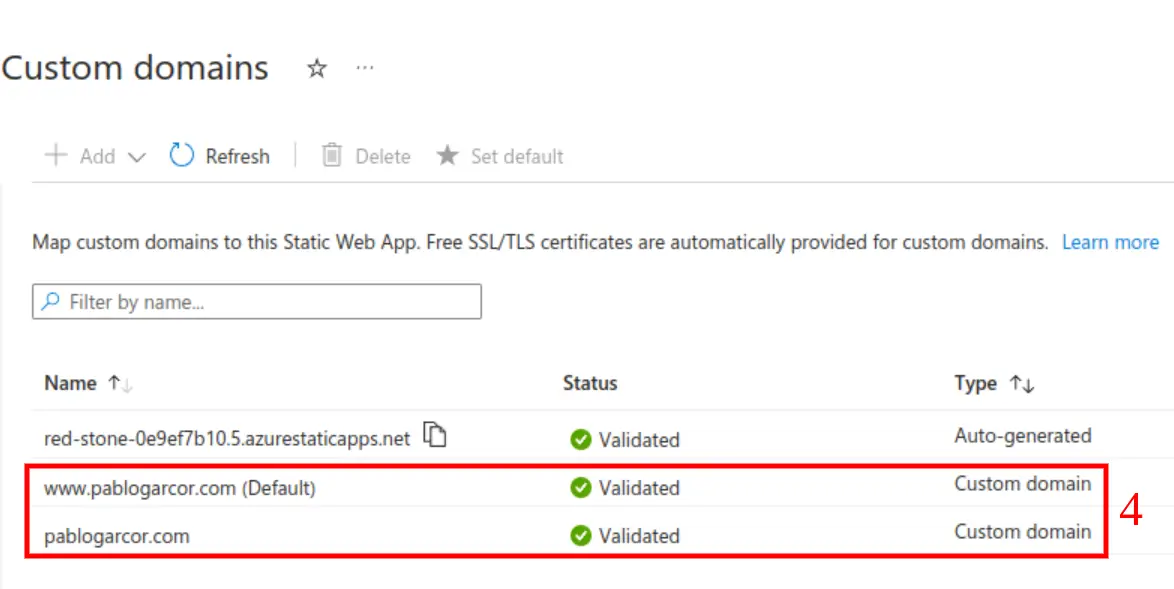 Custom domains
Add Refresh Delete Set default
Map custom domains to this Static Web App. Free SSL/TLS certificates are automatically provided for custom domains. Learn more
Filter by name...
Name Status Type
red-stone-0e9ef7b10.5.azurestaticapps.net Validated Auto-generated
www.pablogarcor.com (Default) Validated Custom domain
pablogarcor.com Validated Custom domain
4